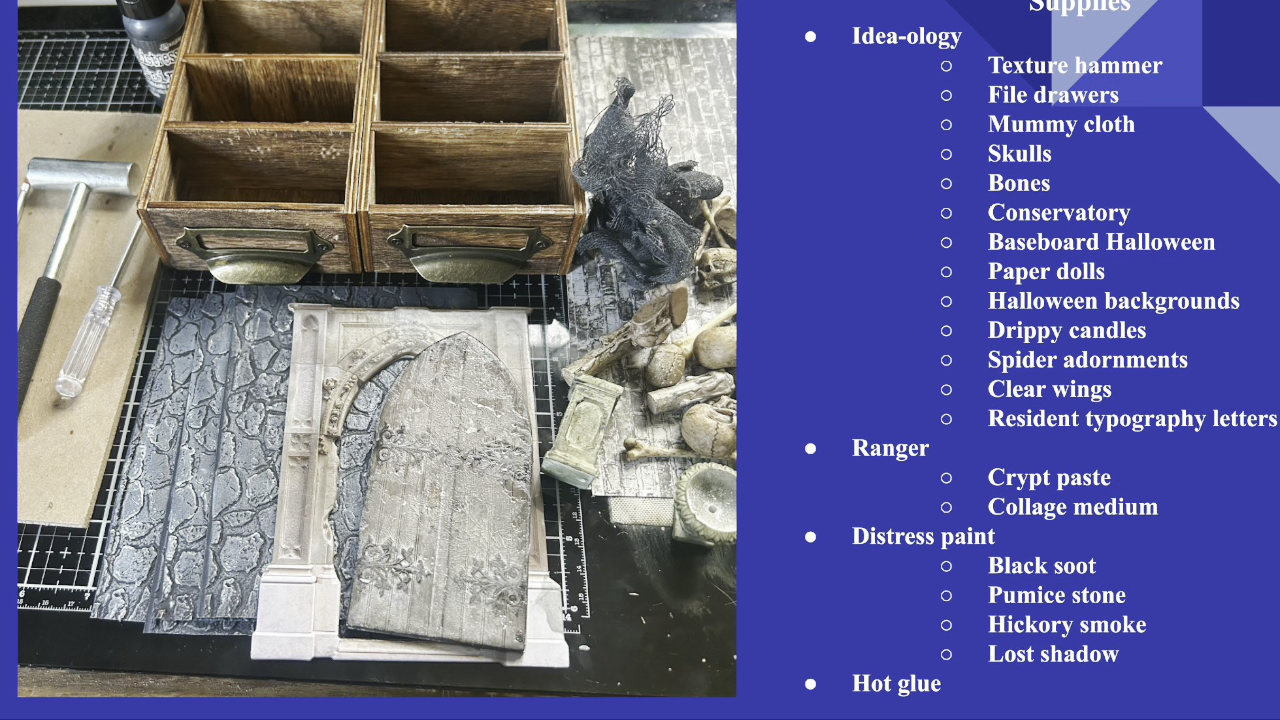 Supplies
● Idea-ology
○ Texture hammer
○ File drawers
○ Mummy cloth
○ Skulls
○ Bones
○ Conservatory
○ Baseboard Halloween
○ Paper dolls
○ Halloween backgrounds
○ Drippy candles
○ Spider adornments
○ Clear wings
○ Resident typography letters
● Ranger
○ Crypt paste
○ Collage medium
● Distress paint
○ Black soot
○ Pumice stone
○ Hickory smoke
○ Lost shadow
● Hot glue